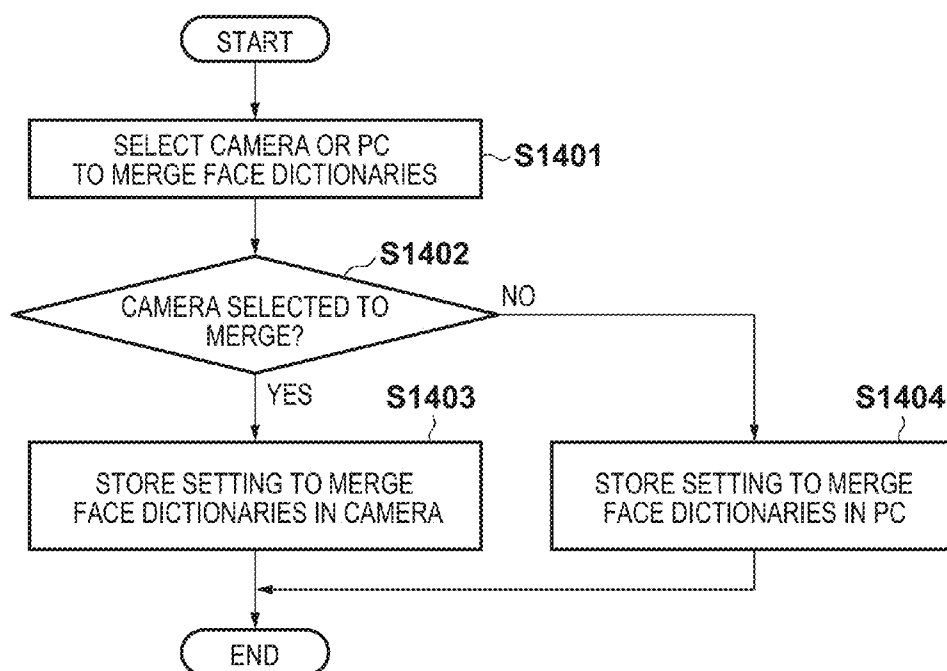 START
SELECT CAMERA OR PC
TO MERGE FACE DICTIONARIES
S1401
S1402
CAMERA SELECTED TO
MERGE?
NO
YES
S1403
STORE SETTING TO MERGE
FACE DICTIONARIES IN CAMERA
S1404
STORE SETTING TO MERGE
FACE DICTIONARIES IN PC
END